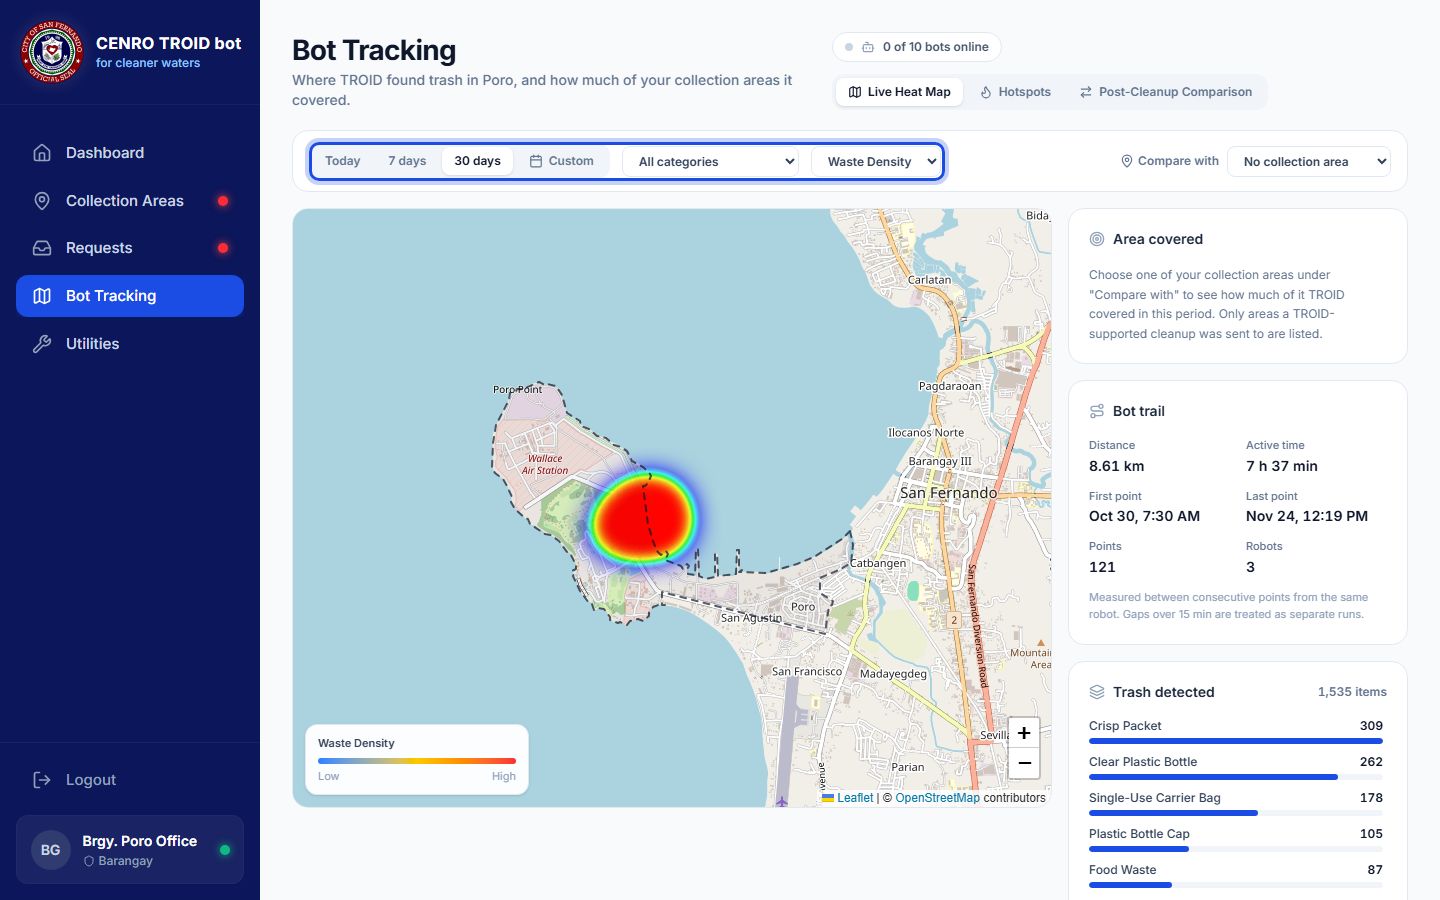 CITY OF SAN FERNANDO
OFFICIAL SEAL
CENRO TROID bot
for cleaner waters
Dashboard
Collection Areas
Requests
Bot Tracking
Utilities
Logout
BG
Brgy. Poro Office
Barangay
Bot Tracking
Where TROID found trash in Poro, and how much of your collection areas it
covered.
0 of 10 bots online
Live Heat Map
Hotspots
Post-Cleanup Comparison
Today
7 days
30 days
Custom
All categories
Waste Density
Compare with
No collection area
Bida
Carlatan
Pagdaraoan
Poro Point
Ilocanos Norte
Wallace
Air Station
Barangay III
San Fernando
Catbangen
San Fernando Diversion Road
Poro
San Agustin
2
Mountain
Area
San Francisco
Madayegdeg
Sevilla
Parian
Waste Density
Low
High
+
−
Leaflet | © OpenStreetMap contributors
Area covered
Choose one of your collection areas under
"Compare with" to see how much of it TROID
covered in this period. Only areas a TROID-
supported cleanup was sent to are listed.
Bot trail
Distance
Active time
8.61 km
7 h 37 min
First point
Last point
Oct 30, 7:30 AM
Nov 24, 12:19 PM
Points
Robots
121
3
Measured between consecutive points from the same
robot. Gaps over 15 min are treated as separate runs.
Trash detected
1,535 items
Crisp Packet
309
Clear Plastic Bottle
262
Single-Use Carrier Bag
178
Plastic Bottle Cap
105
Food Waste
87